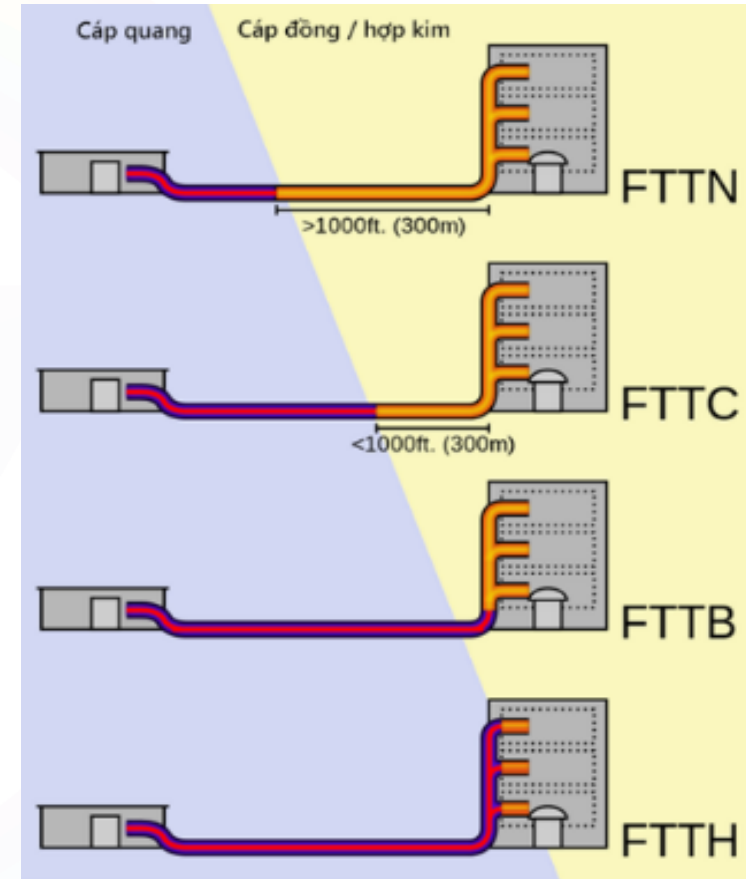 Cáp quang
Cáp đồng / hợp kim
FTTN
>1000ft. (300m)
FTTC
<1000ft. (300m)
FTTB
FTTH